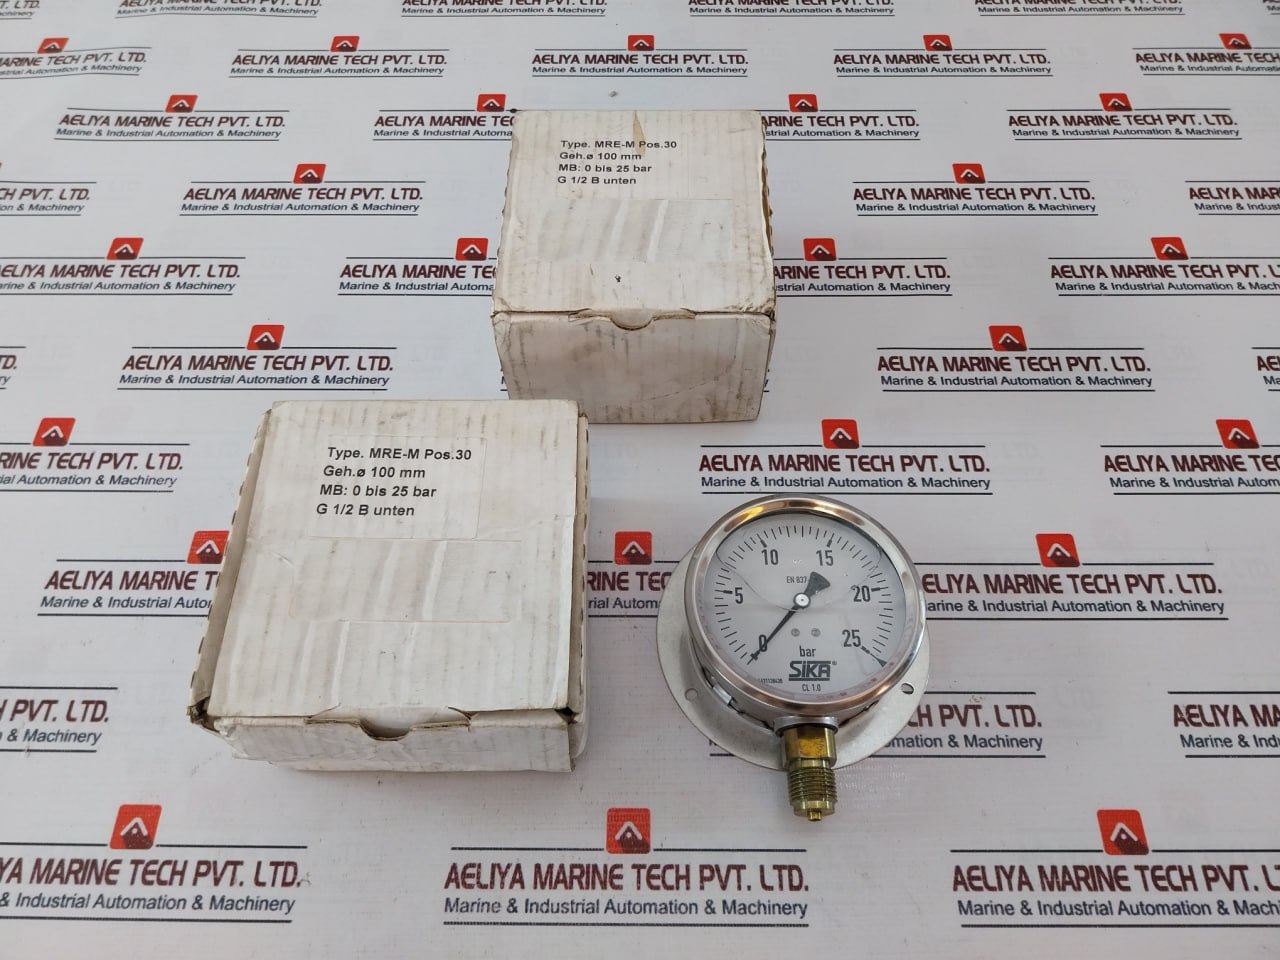 AELIYA MARINE TECH PVT. LTD.
Marine & Industrial Automation & Machinery
Type. MRE-M Pos.30
Geh.ø 100 mm
MB: 0 bis 25 bar
G 1/2 B unten
Type. MRE-M Pos.30
Geh.ø 100 mm
MB: 0 bis 25 bar
G 1/2 B unten
0
5
10
15
20
25
EN 837
bar
SIKA®
CL 1.0